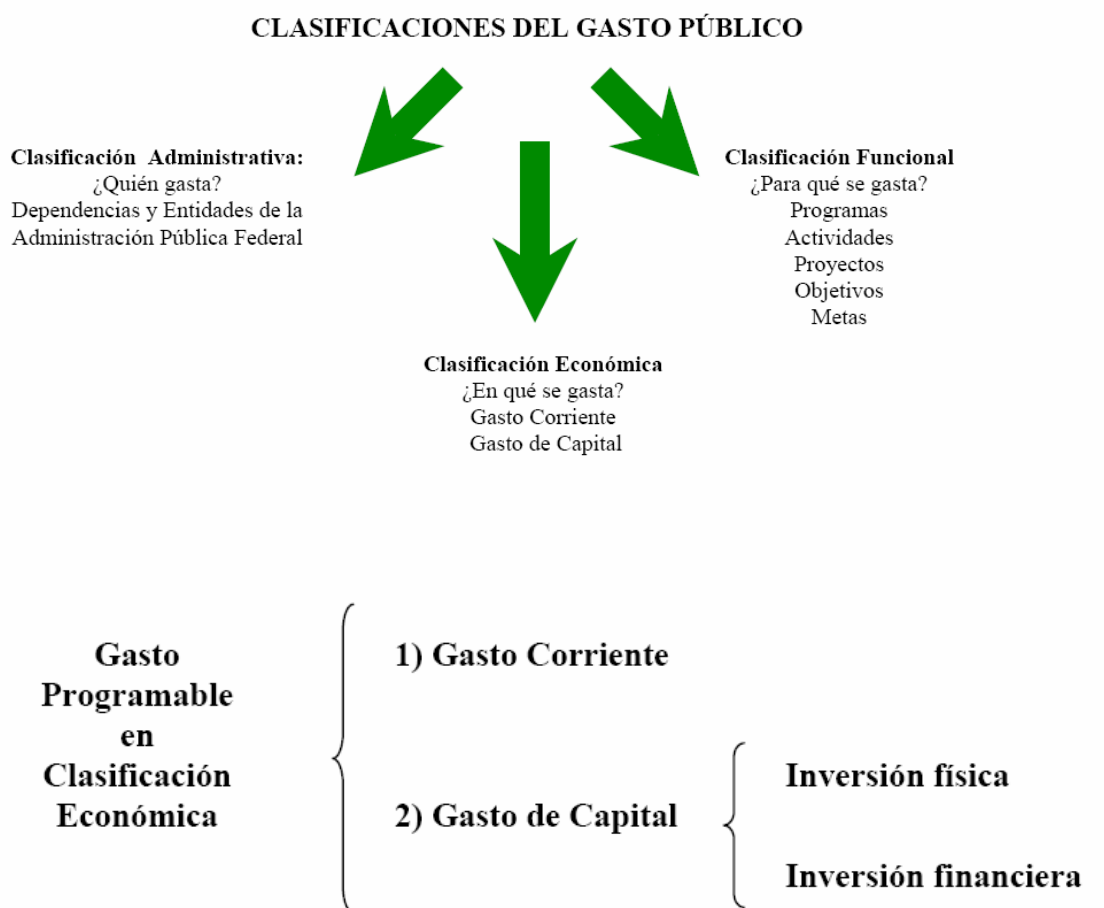 CLASIFICACIONES DEL GASTO PÚBLICO
Clasificación Administrativa:
¿Quién gasta?
Dependencias y Entidades de la
Administración Pública Federal
Clasificación Funcional
¿Para qué se gasta?
Programas
Actividades
Proyectos
Objetivos
Metas
Clasificación Económica
¿En qué se gasta?
Gasto Corriente
Gasto de Capital
Gasto
Programable
en
Clasificación
Económica
1) Gasto Corriente
2) Gasto de Capital
Inversión física
Inversión financiera